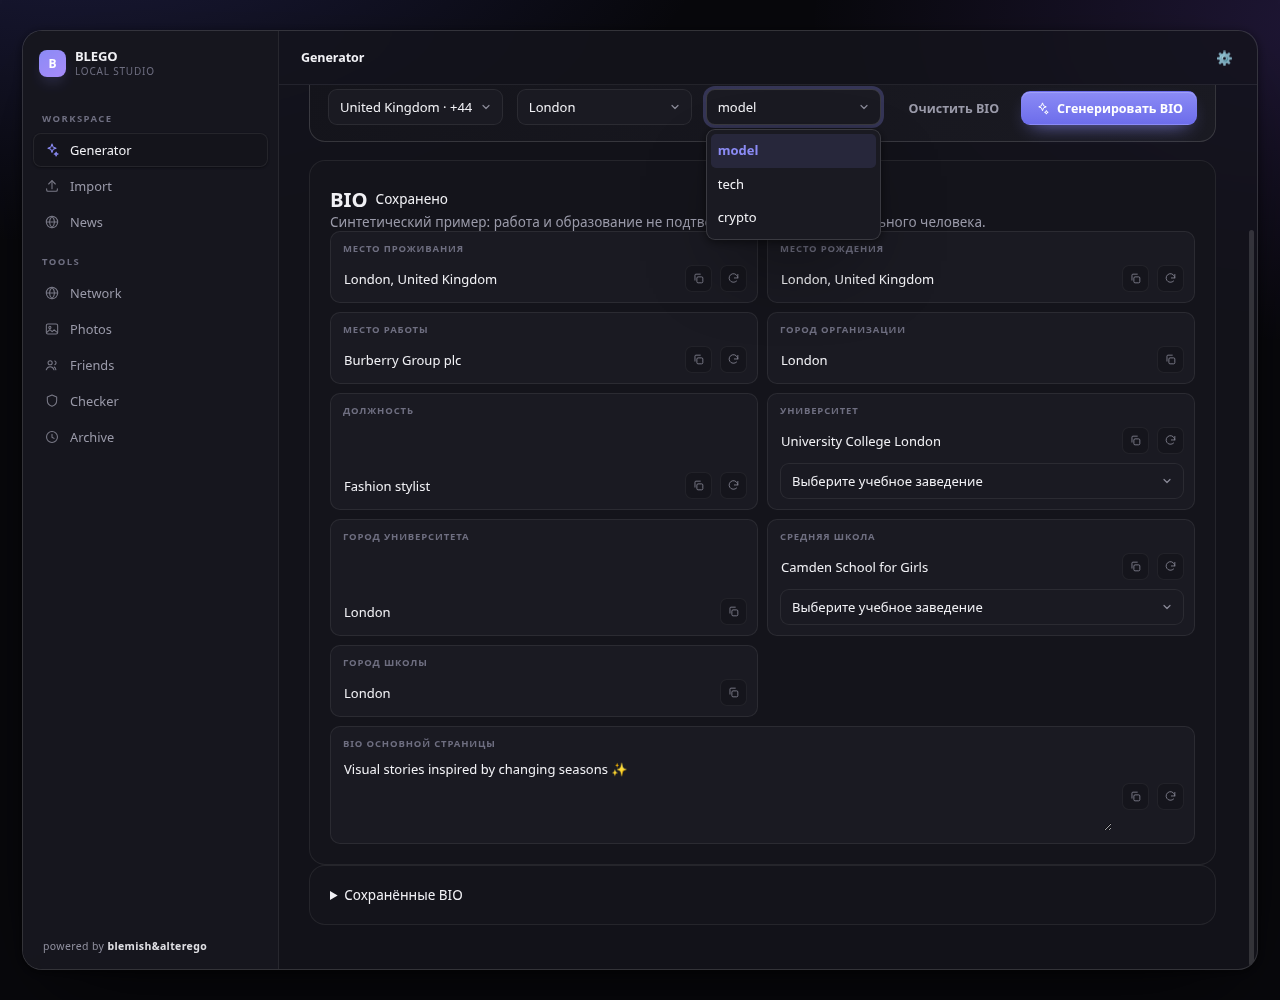 B
BLEGO
LOCAL STUDIO
WORKSPACE
Generator
Import
News
TOOLS
Network
Photos
Friends
Checker
Archive
powered by blemish&alterego
Generator
United Kingdom · +44
London
model
Очистить BIO
Сгенерировать BIO
model
tech
crypto
BIO Сохранено
Синтетический пример: работа и образование не
человека.
МЕСТО ПРОЖИВАНИЯ
London, United Kingdom
МЕСТО РОЖДЕНИЯ
London, United Kingdom
МЕСТО РАБОТЫ
Burberry Group plc
ГОРОД ОРГАНИЗАЦИИ
London
ДОЛЖНОСТЬ
Fashion stylist
УНИВЕРСИТЕТ
University College London
Выберите учебное заведение
ГОРОД УНИВЕРСИТЕТА
London
СРЕДНЯЯ ШКОЛА
Camden School for Girls
Выберите учебное заведение
ГОРОД ШКОЛЫ
London
BIO ОСНОВНОЙ СТРАНИЦЫ
Visual stories inspired by changing seasons ✨
Сохранённые BIO